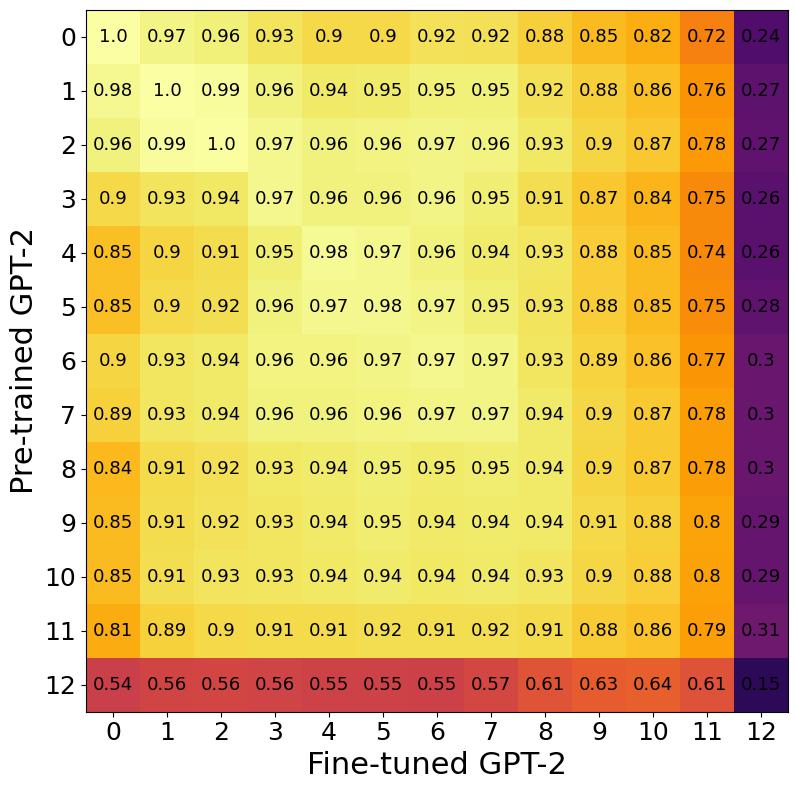 Pre-trained GPT-2
0 1.0 0.97 0.96 0.93 0.9 0.9 0.92 0.92 0.88 0.85 0.82 0.72 0.24
1 0.98 1.0 0.99 0.96 0.94 0.95 0.95 0.95 0.92 0.88 0.86 0.76 0.27
2 0.96 0.99 1.0 0.97 0.96 0.96 0.97 0.96 0.93 0.9 0.87 0.78 0.27
3 0.9 0.93 0.94 0.97 0.96 0.96 0.96 0.95 0.91 0.87 0.84 0.75 0.26
4 0.85 0.9 0.91 0.95 0.98 0.97 0.96 0.94 0.93 0.88 0.85 0.74 0.26
5 0.85 0.9 0.92 0.96 0.97 0.98 0.97 0.95 0.93 0.88 0.85 0.75 0.28
6 0.9 0.93 0.94 0.96 0.96 0.97 0.97 0.97 0.93 0.89 0.86 0.77 0.3
7 0.89 0.93 0.94 0.96 0.96 0.96 0.97 0.97 0.94 0.9 0.87 0.78 0.3
8 0.84 0.91 0.92 0.93 0.94 0.95 0.95 0.95 0.94 0.9 0.87 0.78 0.3
9 0.85 0.91 0.92 0.93 0.94 0.95 0.94 0.94 0.94 0.91 0.88 0.8 0.29
10 0.85 0.91 0.93 0.93 0.94 0.94 0.94 0.94 0.93 0.9 0.88 0.8 0.29
11 0.81 0.89 0.9 0.91 0.91 0.92 0.91 0.92 0.91 0.88 0.86 0.79 0.31
12 0.54 0.56 0.56 0.56 0.55 0.55 0.55 0.57 0.61 0.63 0.64 0.61 0.15
0 1 2 3 4 5 6 7 8 9 10 11 12
Fine-tuned GPT-2